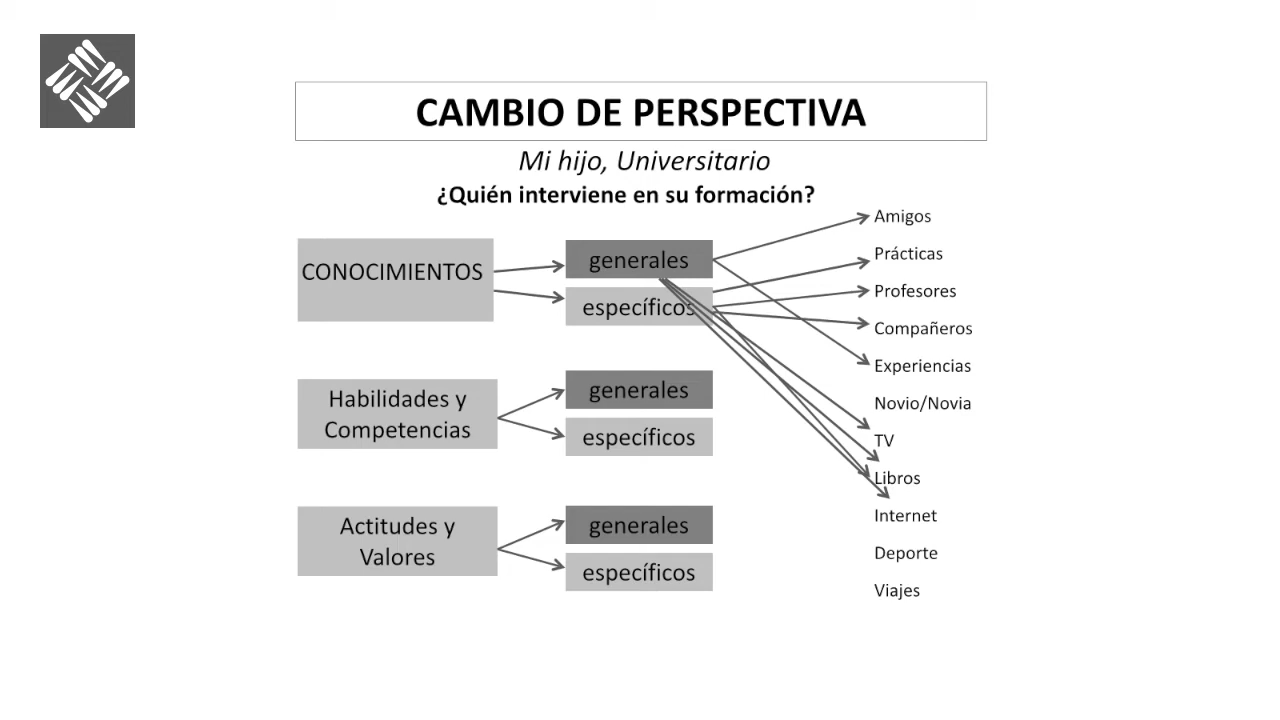 CAMBIO DE PERSPECTIVA
Mi hijo, Universitario
¿Quién interviene en su formación?
CONOCIMIENTOS
generales
específicos
Habilidades y
Competencias
generales
específicos
Actitudes y
Valores
generales
específicos
Amigos
Prácticas
Profesores
Compañeros
Experiencias
Novio/Novia
TV
Libros
Internet
Deporte
Viajes